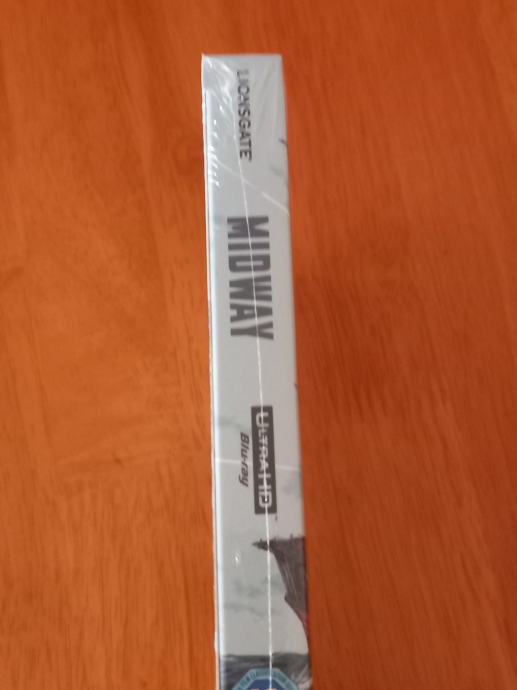 LIONSGATE
MIDWAY
ULTRA HD
Blu-ray